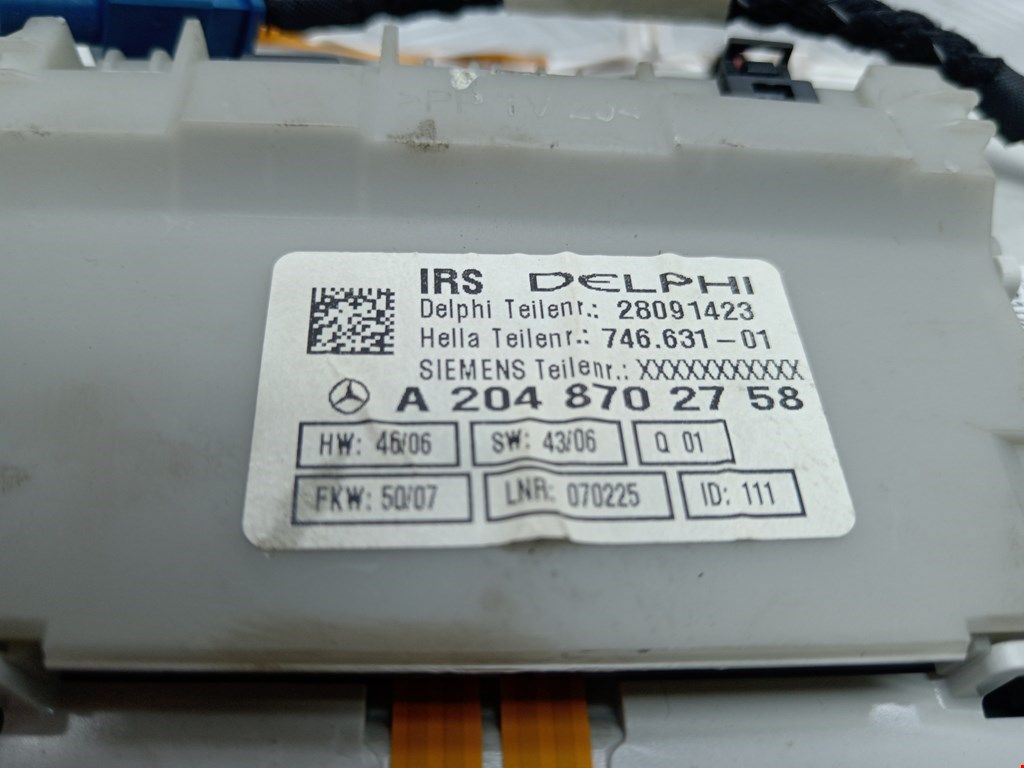 IRS DELPHI
Delphi Teilenr.: 28091423
Hella Teilenr.: 746.631-01
SIEMENS Teilenr.: XXXXXXXXXXX
A 204 870 27 58
HW: 46/06 SW: 43/06 Q 01
FKW: 50/07 LNR: 070225 ID: 111